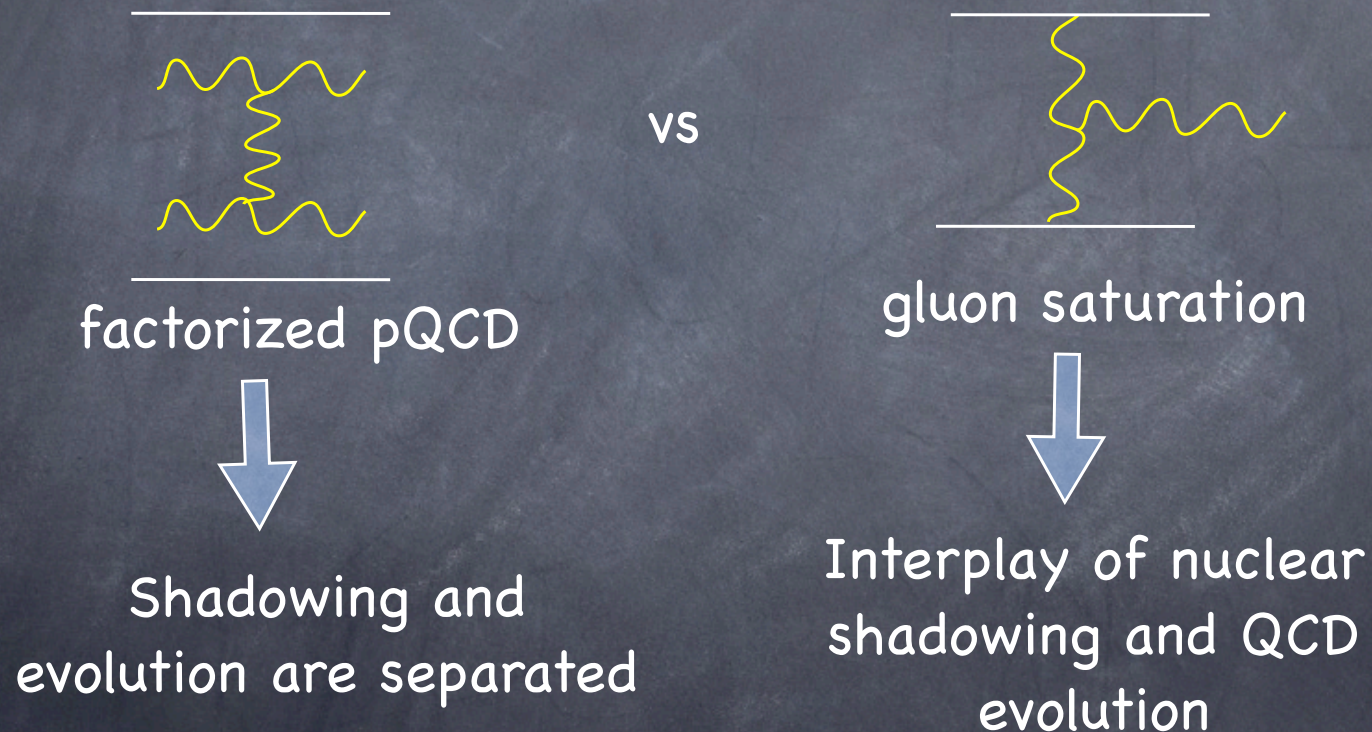 vs
factorized pQCD
gluon saturation
Shadowing and
evolution are separated
Interplay of nuclear
shadowing and QCD
evolution